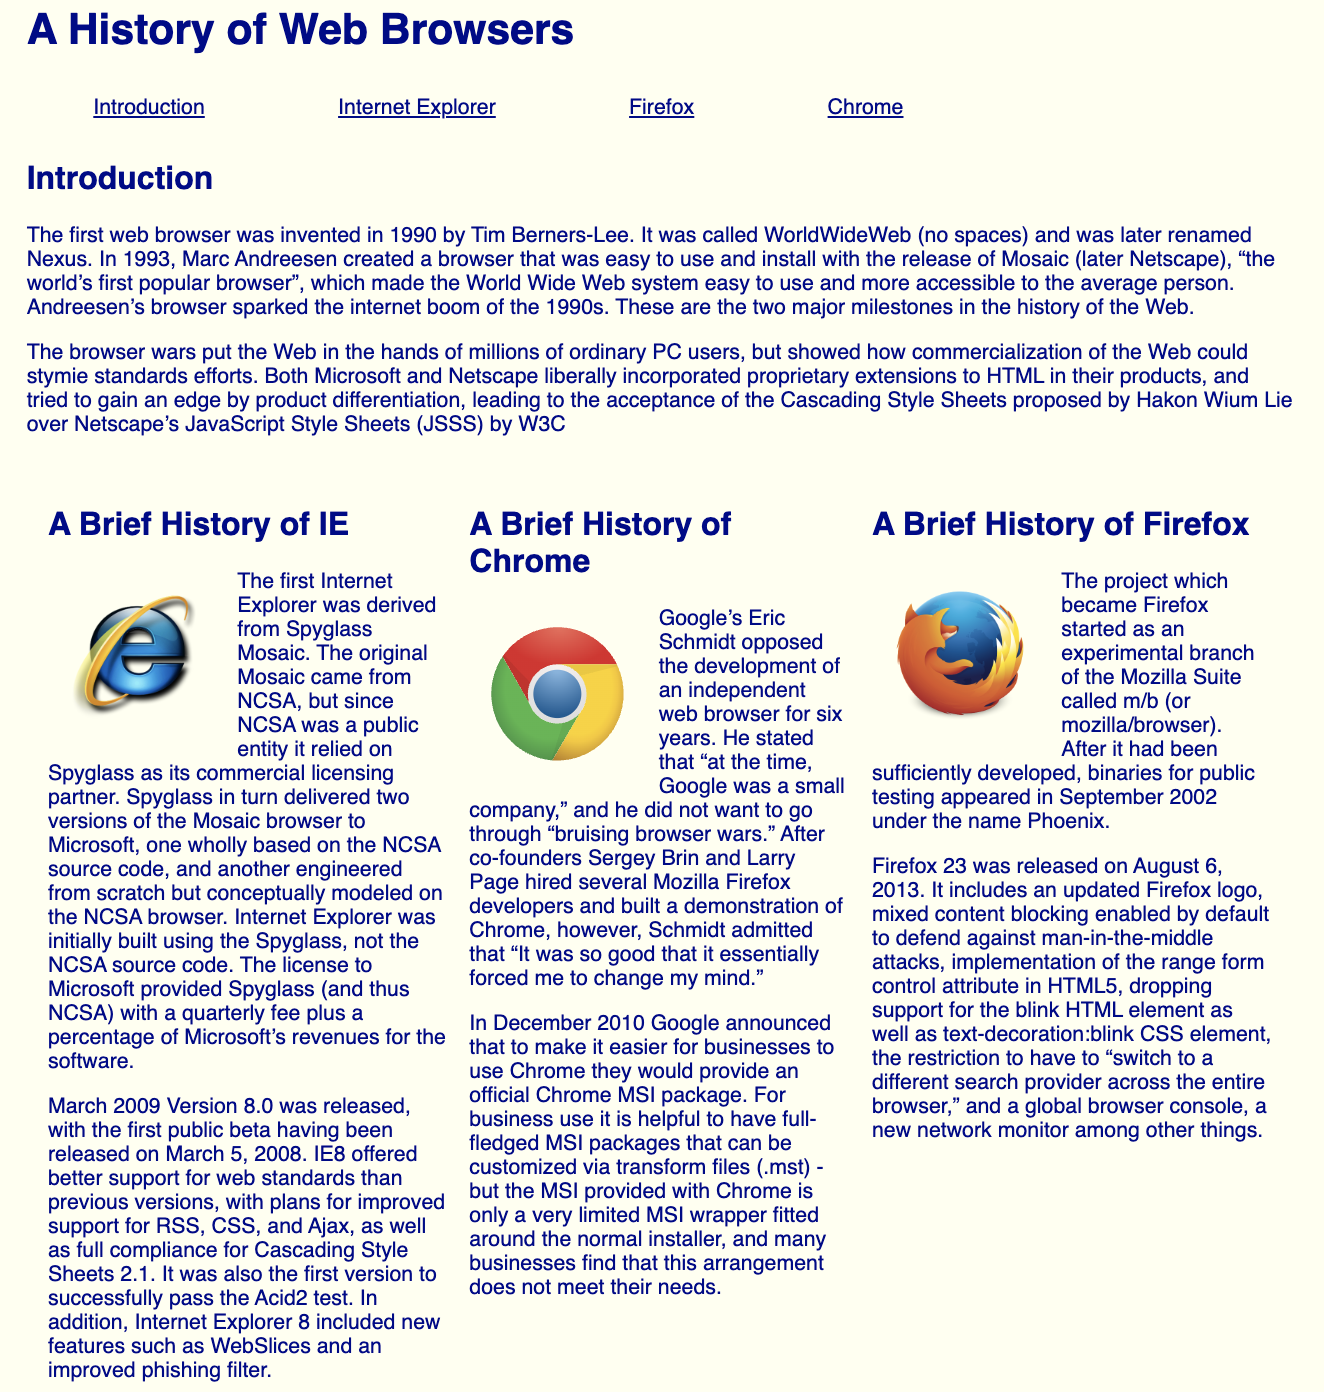 A History of Web Browsers
Introduction
Internet Explorer
Firefox
Chrome
Introduction
The first web browser was invented in 1990 by Tim Berners-Lee. It was called WorldWideWeb (no spaces) and was later renamed
Nexus. In 1993, Marc Andreesen created a browser that was easy to use and install with the release of Mosaic (later Netscape), “the
world’s first popular browser”, which made the World Wide Web system easy to use and more accessible to the average person.
Andreesen’s browser sparked the internet boom of the 1990s. These are the two major milestones in the history of the Web.
The browser wars put the Web in the hands of millions of ordinary PC users, but showed how commercialization of the Web could
stymie standards efforts. Both Microsoft and Netscape liberally incorporated proprietary extensions to HTML in their products, and
tried to gain an edge by product differentiation, leading to the acceptance of the Cascading Style Sheets proposed by Hakon Wium Lie
over Netscape’s JavaScript Style Sheets (JSSS) by W3C
A Brief History of IE
The first Internet
Explorer was derived
from Spyglass
Mosaic. The original
Mosaic came from
NCSA, but since
NCSA was a public
entity it relied on
Spyglass as its commercial licensing
partner. Spyglass in turn delivered two
versions of the Mosaic browser to
Microsoft, one wholly based on the NCSA
source code, and another engineered
from scratch but conceptually modeled on
the NCSA browser. Internet Explorer was
initially built using the Spyglass, not the
NCSA source code. The license to
Microsoft provided Spyglass (and thus
NCSA) with a quarterly fee plus a
percentage of Microsoft’s revenues for the
software.
March 2009 Version 8.0 was released,
with the first public beta having been
released on March 5, 2008. IE8 offered
better support for web standards than
previous versions, with plans for improved
support for RSS, CSS, and Ajax, as well
as full compliance for Cascading Style
Sheets 2.1. It was also the first version to
successfully pass the Acid2 test. In
addition, Internet Explorer 8 included new
features such as WebSlices and an
improved phishing filter.
A Brief History of
Chrome
Google’s Eric
Schmidt opposed
the development of
an independent
web browser for six
years. He stated
that “at the time,
Google was a small
company,” and he did not want to go
through “bruising browser wars.” After
co-founders Sergey Brin and Larry
Page hired several Mozilla Firefox
developers and built a demonstration of
Chrome, however, Schmidt admitted
that “It was so good that it essentially
forced me to change my mind.”
In December 2010 Google announced
that to make it easier for businesses to
use Chrome they would provide an
official Chrome MSI package. For
business use it is helpful to have full-
fledged MSI packages that can be
customized via transform files (.mst) -
but the MSI provided with Chrome is
only a very limited MSI wrapper fitted
around the normal installer, and many
businesses find that this arrangement
does not meet their needs.
A Brief History of Firefox
The project which
became Firefox
started as an
experimental branch
of the Mozilla Suite
called m/b (or
mozilla/browser).
After it had been
sufficiently developed, binaries for public
testing appeared in September 2002
under the name Phoenix.
Firefox 23 was released on August 6,
2013. It includes an updated Firefox logo,
mixed content blocking enabled by default
to defend against man-in-the-middle
attacks, implementation of the range form
control attribute in HTML5, dropping
support for the blink HTML element as
well as text-decoration:blink CSS element,
the restriction to have to “switch to a
different search provider across the entire
browser,” and a global browser console, a
new network monitor among other things.